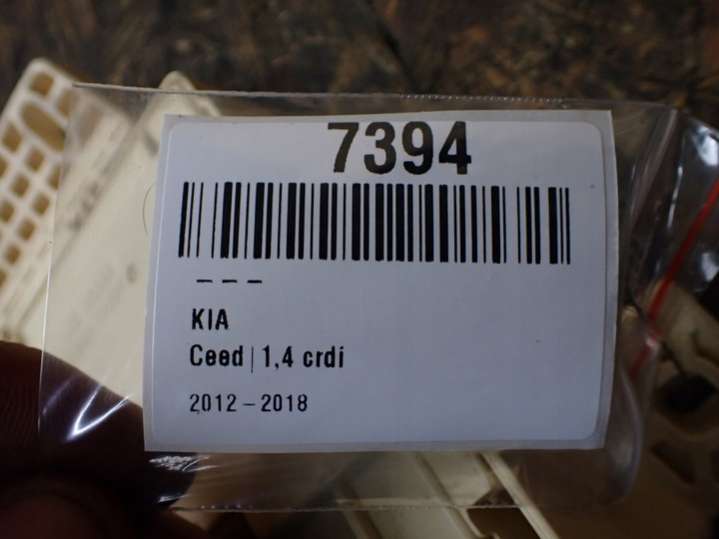 7394
---
KIA
Ceed | 1,4 crdi
2012 – 2018